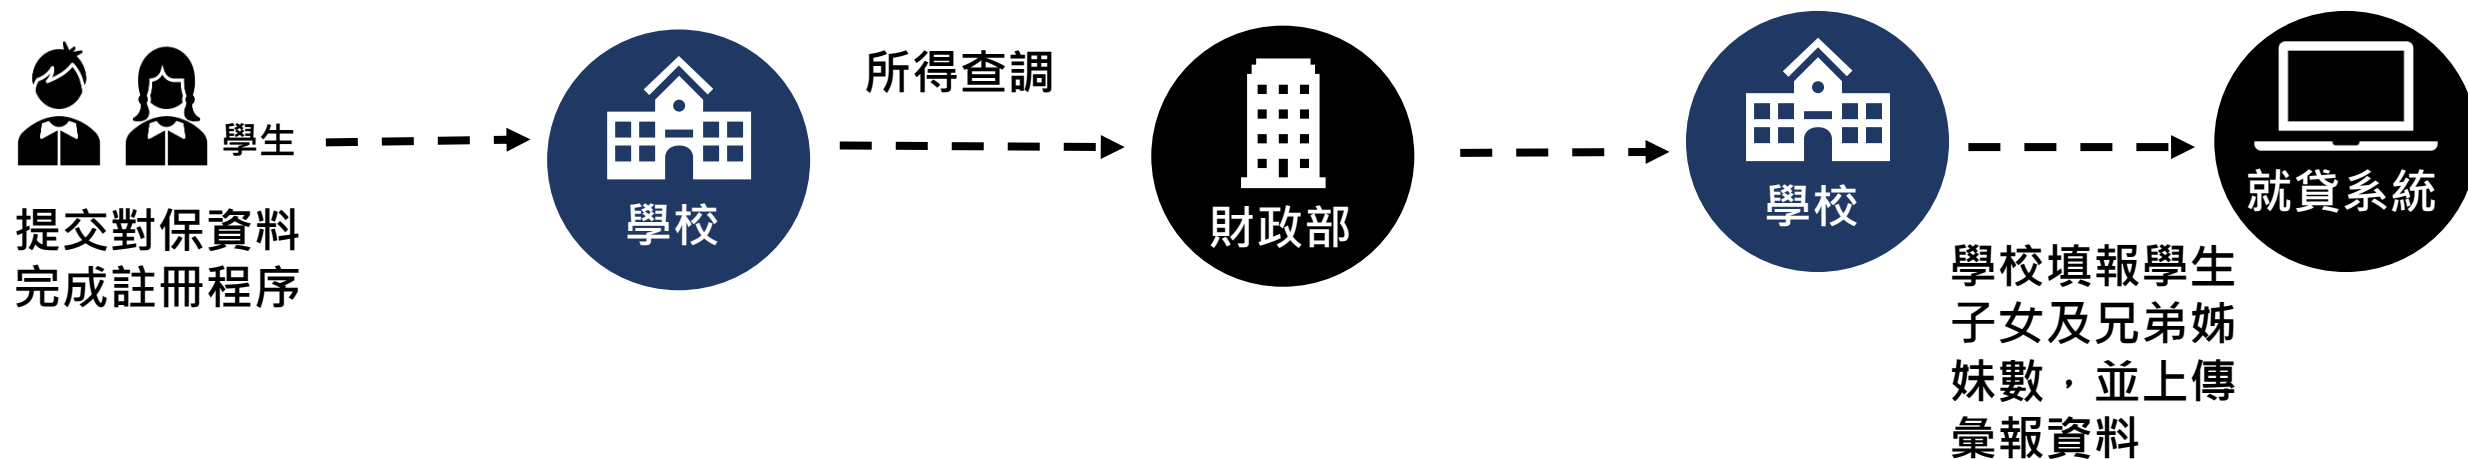 學生
提交對保資料
完成註冊程序
學校
所得查調
財政部
學校
學校填報學生
子女及兄弟姊
妹數，並上傳
彙報資料
就貸系統